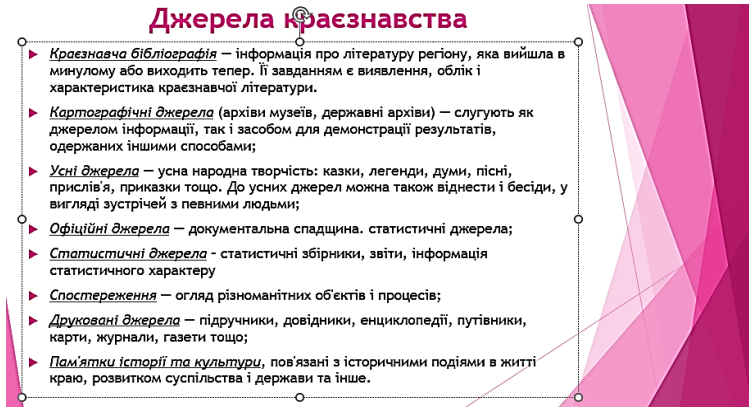 Джерела краєзнавства
Краєзнавча бібліографія — інформація про літературу регіону, яка вийшла в
минулому або виходить тепер. Її завданням є виявлення, облік і
характеристика краєзнавчої літератури.
Картографічні джерела (архіви музеїв, державні архіви) — слугують як
джерелом інформації, так і засобом для демонстрації результатів,
одержаних іншими способами;
Усні джерела — усна народна творчість: казки, легенди, думи, пісні,
прислів'я, приказки тощо. До усних джерел можна також віднести і бесіди, у
вигляді зустрічей з певними людьми;
Офіційні джерела — документальна спадщина. статистичні джерела;
Статистичні джерела - статистичні збірники, звіти, інформація
статистичного характеру
Спостереження — огляд різноманітних об'єктів і процесів;
Друковані джерела — підручники, довідники, енциклопедії, путівники,
карти, журнали, газети тощо;
Пам'ятки історії та культури, пов'язані з історичними подіями в житті
краю, розвитком суспільства і держави та інше.